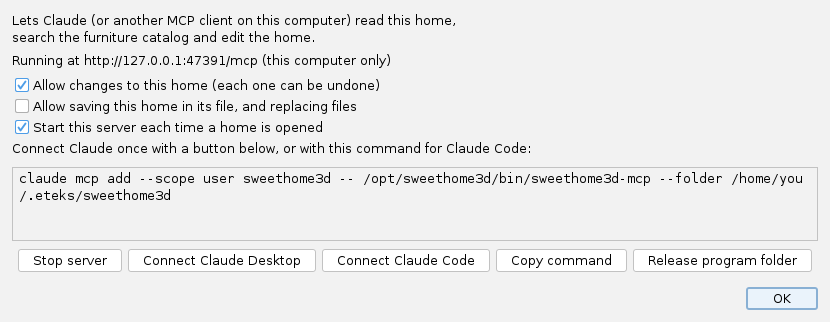 Lets Claude (or another MCP client on this computer) read this home,
search the furniture catalog and edit the home.
Running at http://127.0.0.1:47391/mcp (this computer only)
Allow changes to this home (each one can be undone)
Allow saving this home in its file, and replacing files
Start this server each time a home is opened
Connect Claude once with a button below, or with this command for Claude Code:
claude mcp add --scope user sweethome3d -- /opt/sweethome3d/bin/sweethome3d-mcp --folder /home/you
/.eteks/sweethome3d
Stop server Connect Claude Desktop Connect Claude Code Copy command Release program folder
OK